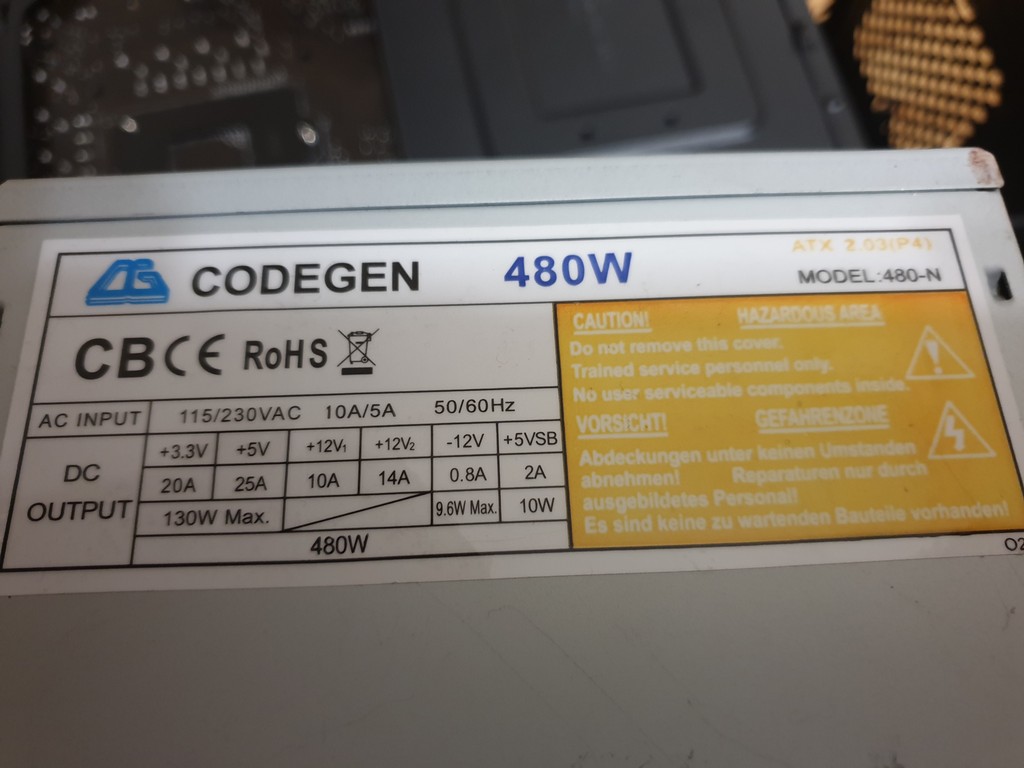 CODEGEN 480W
ATX 2.03(P4)
MODEL:480-N
CB CE RoHS
AC INPUT 115/230VAC 10A/5A 50/60Hz
DC OUTPUT
+3.3V +5V +12V1 +12V2 -12V +5VSB
20A 25A 10A 14A 0.8A 2A
130W Max. 9.6W Max. 10W
480W
CAUTION! HAZARDOUS AREA
Do not remove this cover.
Trained service personnel only.
No user serviceable components inside.
VORSICHT! GEFAHRENZONE
Abdeckungen unter keinen Umständen
abnehmen! Reparaturen nur durch
ausgebildetes Personal!
Es sind keine zu wartenden Bauteile vorhanden!